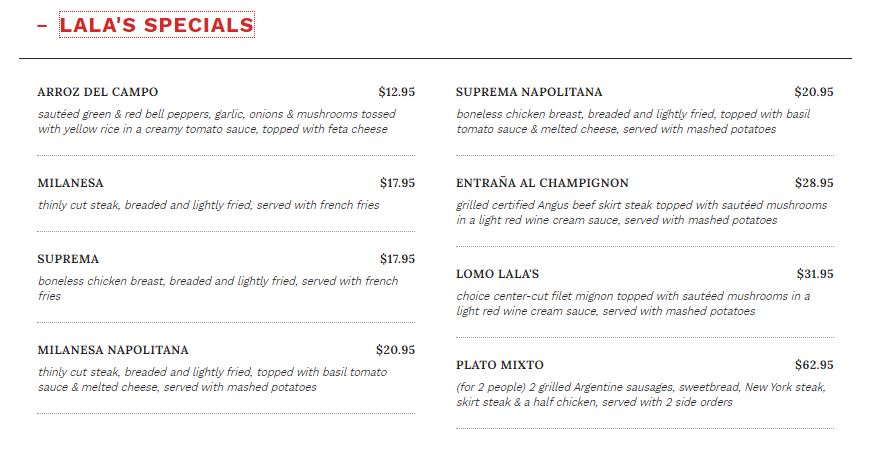 – LALA'S SPECIALS
ARROZ DEL CAMPO $12.95
sautéed green & red bell peppers, garlic, onions & mushrooms tossed
with yellow rice in a creamy tomato sauce, topped with feta cheese
MILANESA $17.95
thinly cut steak, breaded and lightly fried, served with french fries
SUPREMA $17.95
boneless chicken breast, breaded and lightly fried, served with french
fries
MILANESA NAPOLITANA $20.95
thinly cut steak, breaded and lightly fried, topped with basil tomato
sauce & melted cheese, served with mashed potatoes
SUPREMA NAPOLITANA $20.95
boneless chicken breast, breaded and lightly fried, topped with basil
tomato sauce & melted cheese, served with mashed potatoes
ENTRAÑA AL CHAMPIGNON $28.95
grilled certified Angus beef skirt steak topped with sautéed mushrooms
in a light red wine cream sauce, served with mashed potatoes
LOMO LALA'S $31.95
choice center-cut filet mignon topped with sautéed mushrooms in a
light red wine cream sauce, served with mashed potatoes
PLATO MIXTO $62.95
(for 2 people) 2 grilled Argentine sausages, sweetbread, New York steak,
skirt steak & a half chicken, served with 2 side orders